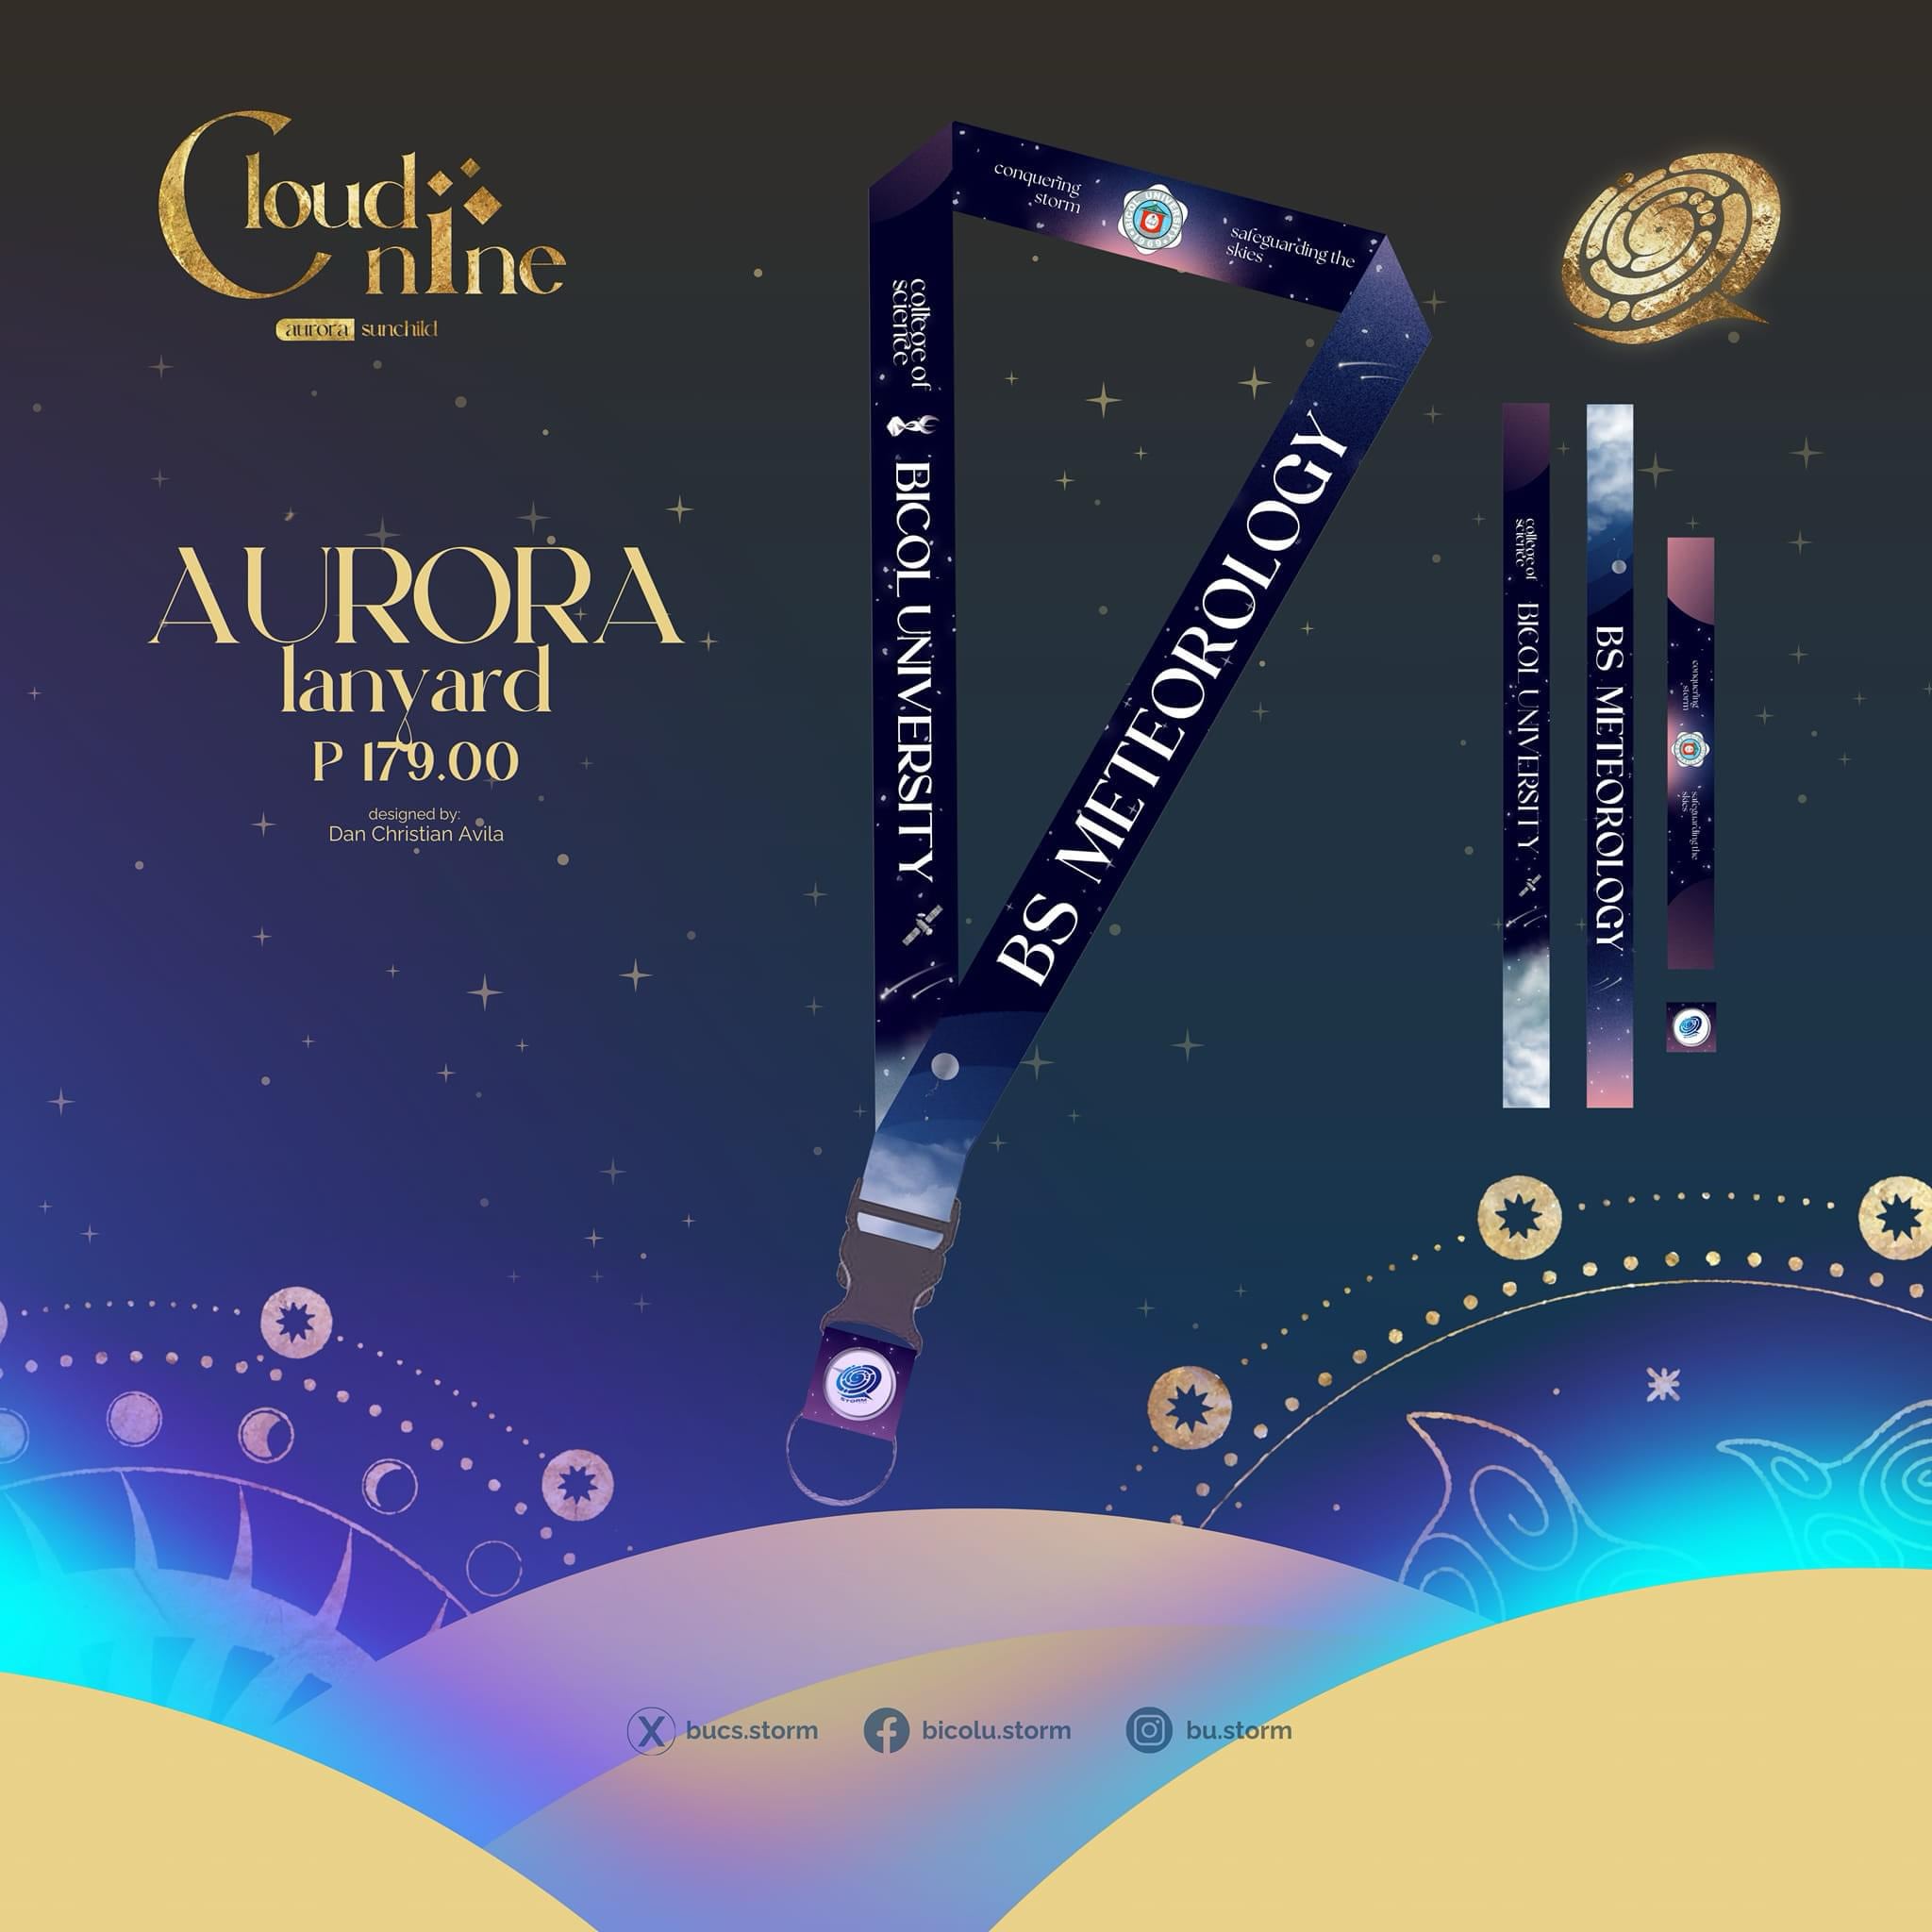 Cloud
nIne
aurora sunchild
AURORA
lanyard
P 179.00
designed by:
Dan Christian Avila
conquering
storm
safeguarding the
skies
college of
science
BICOL UNIVERSITY
BS METEOROLOGY
college of
science
BICOL UNIVERSITY
BS METEOROLOGY
conquering
storm
safeguarding the
skies
X bucs.storm
bicolu.storm
bu.storm